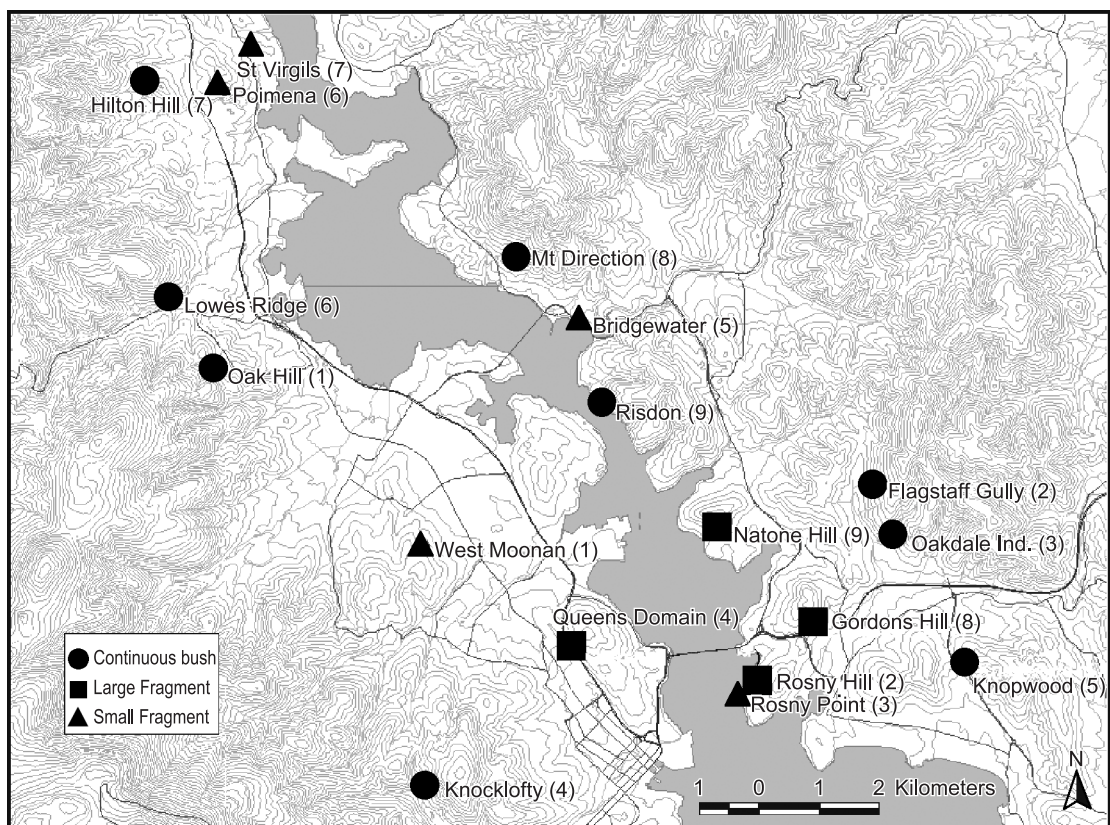 St Virgils (7)
Poimena (6)
Hilton Hill (7)
Mt Direction (8)
Lowes Ridge (6)
Bridgewater (5)
Oak Hill (1)
Risdon (9)
Flagstaff Gully (2)
Natone Hill (9)
Oakdale Ind. (3)
West Moonan (1)
Queens Domain (4)
Gordons Hill (8)
Continuous bush
Large Fragment
Small Fragment
Rosny Hill (2)
Knopwood (5)
Rosny Point (3)
N
1 0 1 2 Kilometers
Knocklofty (4)